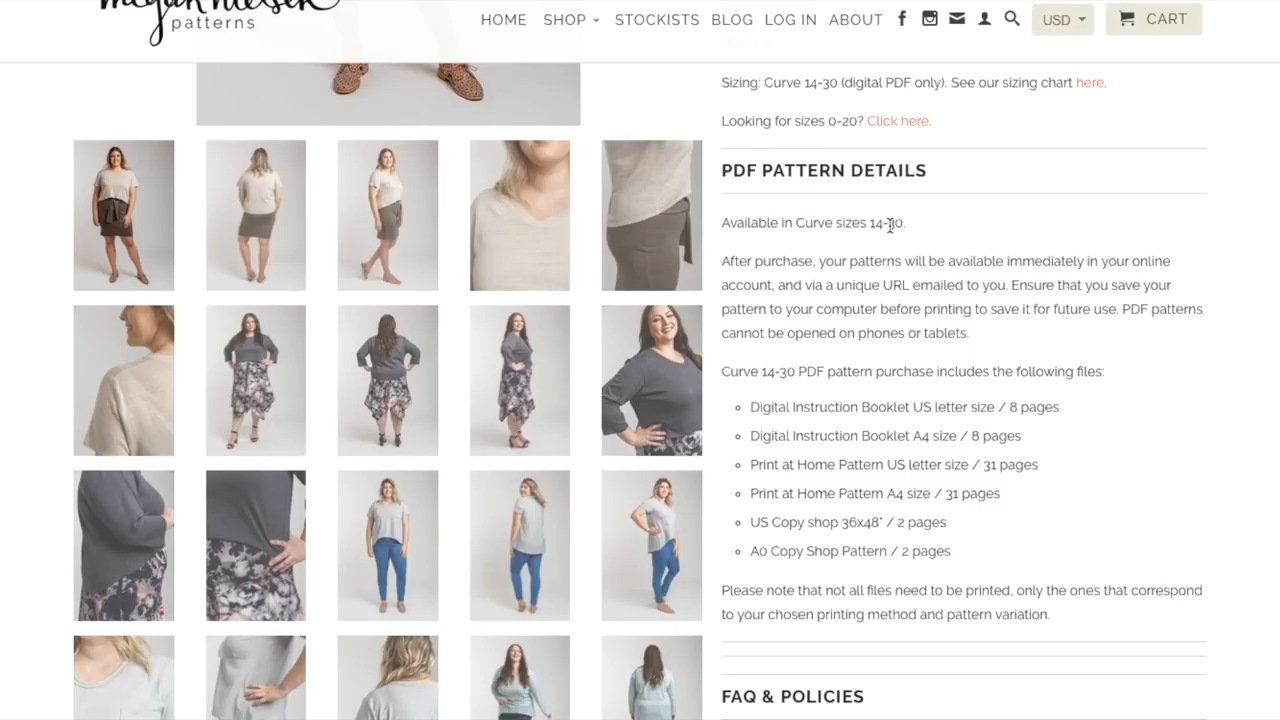 megan nielsen
patterns
HOME SHOP STOCKISTS BLOG LOG IN ABOUT USD CART
Sizing: Curve 14-30 (digital PDF only). See our sizing chart here.
Looking for sizes 0-20? Click here.
PDF PATTERN DETAILS
Available in Curve sizes 14-30.
After purchase, your patterns will be available immediately in your online
account, and via a unique URL emailed to you. Ensure that you save your
pattern to your computer before printing to save it for future use. PDF patterns
cannot be opened on phones or tablets.
Curve 14-30 PDF pattern purchase includes the following files:
Digital Instruction Booklet US letter size / 8 pages
Digital Instruction Booklet A4 size / 8 pages
Print at Home Pattern US letter size / 31 pages
Print at Home Pattern A4 size / 31 pages
US Copy shop 36x48" / 2 pages
A0 Copy Shop Pattern / 2 pages
Please note that not all files need to be printed, only the ones that correspond
to your chosen printing method and pattern variation.
FAQ & POLICIES